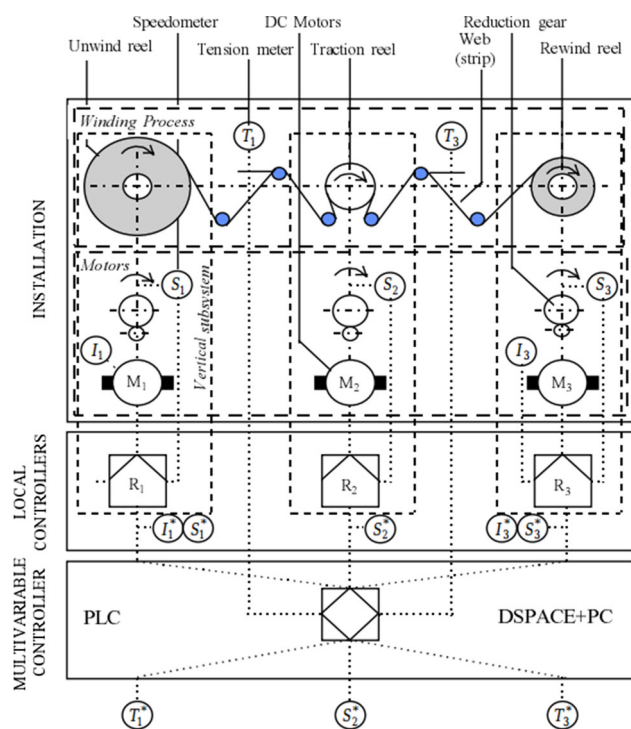 Speedometer
DC Motors
Reduction gear
Unwind reel
Tension meter
Traction reel
Web
(strip)
Rewind reel
Winding Process
T1
T3
INSTALLATION
Motors
S1
S2
S3
Vertical subsystem
I1
I3
M1
M2
M3
LOCAL
CONTROLLERS
R1
R2
R3
I1* S1*
S2*
I3* S3*
MULTIVARIABLE
CONTROLLER
PLC
DSPACE+PC
T1*
S2*
T3*